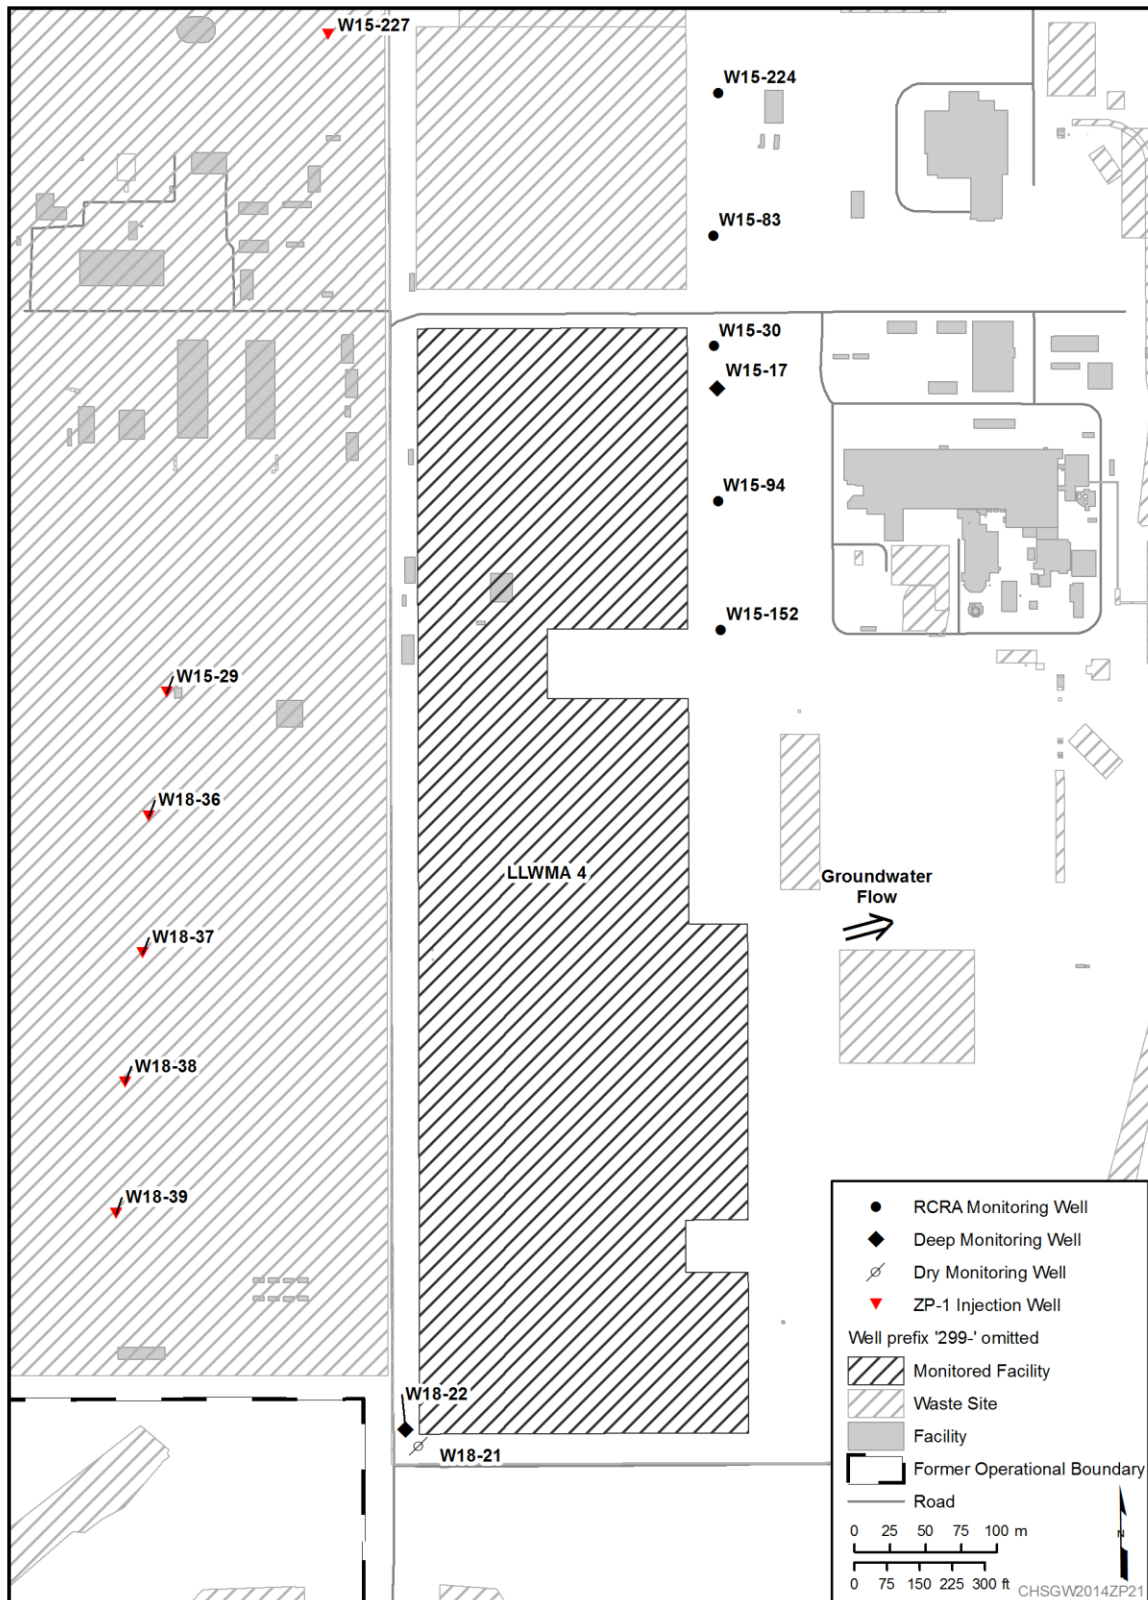 W15-227
W15-224
W15-83
W15-30
W15-17
W15-94
W15-152
W15-29
W18-36
LLWMA 4
Groundwater
Flow
W18-37
W18-38
W18-39
W18-22
W18-21
RCRA Monitoring Well
Deep Monitoring Well
Dry Monitoring Well
ZP-1 Injection Well
Well prefix '299-' omitted
Monitored Facility
Waste Site
Facility
Former Operational Boundary
Road
0 25 50 75 100 m
0 75 150 225 300 ft
N
CHSGW2014ZP21